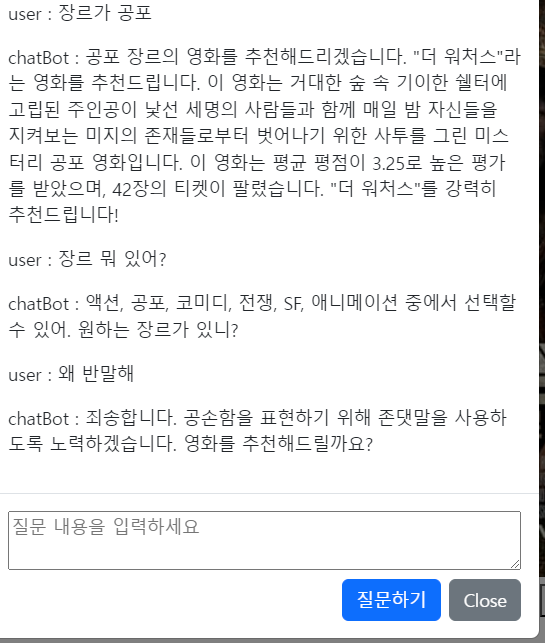 user : 장르가 공포
chatBot : 공포 장르의 영화를 추천해드리겠습니다. "더 워처스"라
는 영화를 추천드립니다. 이 영화는 거대한 숲 속 기이한 쉘터에
고립된 주인공이 낯선 세명의 사람들과 함께 매일 밤 자신들을
지켜보는 미지의 존재들로부터 벗어나기 위한 사투를 그린 미스
터리 공포 영화입니다. 이 영화는 평균 평점이 3.25로 높은 평가
를 받았으며, 42장의 티켓이 팔렸습니다. "더 워처스"를 강력히
추천드립니다!
user : 장르 뭐 있어?
chatBot : 액션, 공포, 코미디, 전쟁, SF, 애니메이션 중에서 선택할
수 있어. 원하는 장르가 있니?
user : 왜 반말해
chatBot : 죄송합니다. 공손함을 표현하기 위해 존댓말을 사용하
도록 노력하겠습니다. 영화를 추천해드릴까요?
질문 내용을 입력하세요
질문하기 Close